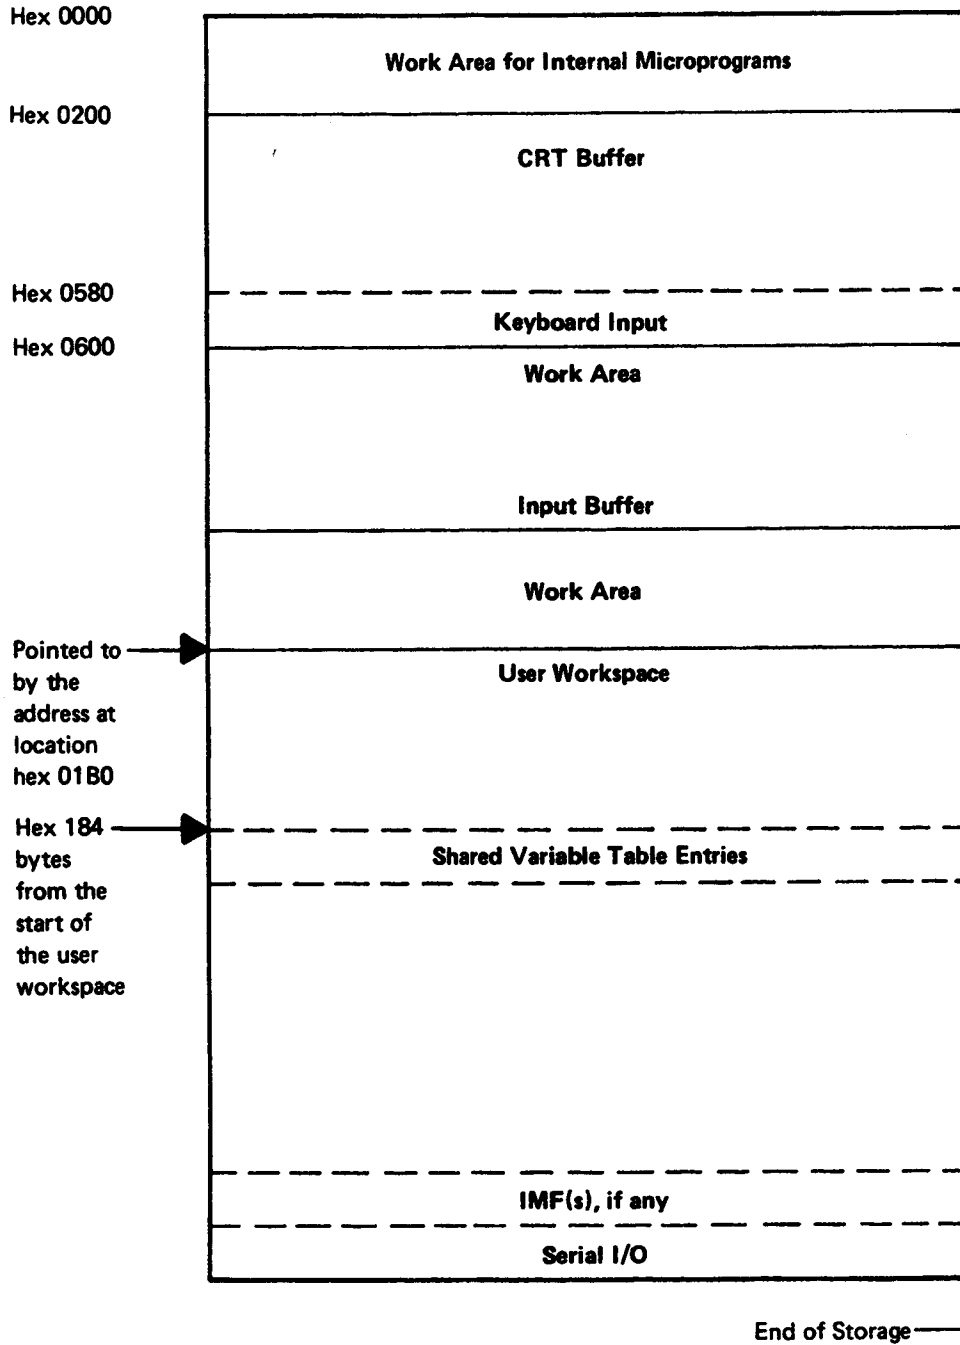 Hex 0000
Work Area for Internal Microprograms
Hex 0200
CRT Buffer
Hex 0580
Keyboard Input
Hex 0600
Work Area
Input Buffer
Work Area
Pointed to
by the
address at
location
hex 01B0
User Workspace
Hex 184
bytes
from the
start of
the user
workspace
Shared Variable Table Entries
IMF(s), if any
Serial I/O
End of Storage